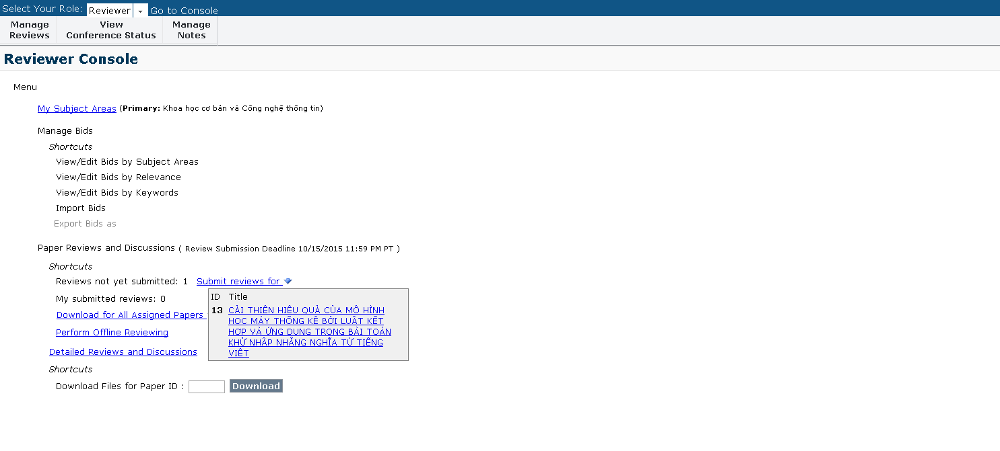 Select Your Role: Reviewer Go to Console
Manage Reviews
View Conference Status
Manage Notes
Reviewer Console
Menu
My Subject Areas (Primary: Khoa học cơ bản và Công nghệ thông tin)
Manage Bids
Shortcuts
View/Edit Bids by Subject Areas
View/Edit Bids by Relevance
View/Edit Bids by Keywords
Import Bids
Export Bids as
Paper Reviews and Discussions ( Review Submission Deadline 10/15/2015 11:59 PM PT )
Shortcuts
Reviews not yet submitted: 1 Submit reviews for
My submitted reviews: 0
ID Title
13 CẢI THIỆN HIỆU QUẢ CỦA MÔ HÌNH
HỌC MÁY THỐNG KÊ BỞI LUẬT KẾT
HỢP VÀ ỨNG DỤNG TRONG BÀI TOÁN
KHỬ NHẬP NHẰNG NGHĨA TỪ TIẾNG
VIỆT
Download for All Assigned Papers
Perform Offline Reviewing
Detailed Reviews and Discussions
Shortcuts
Download Files for Paper ID : Download